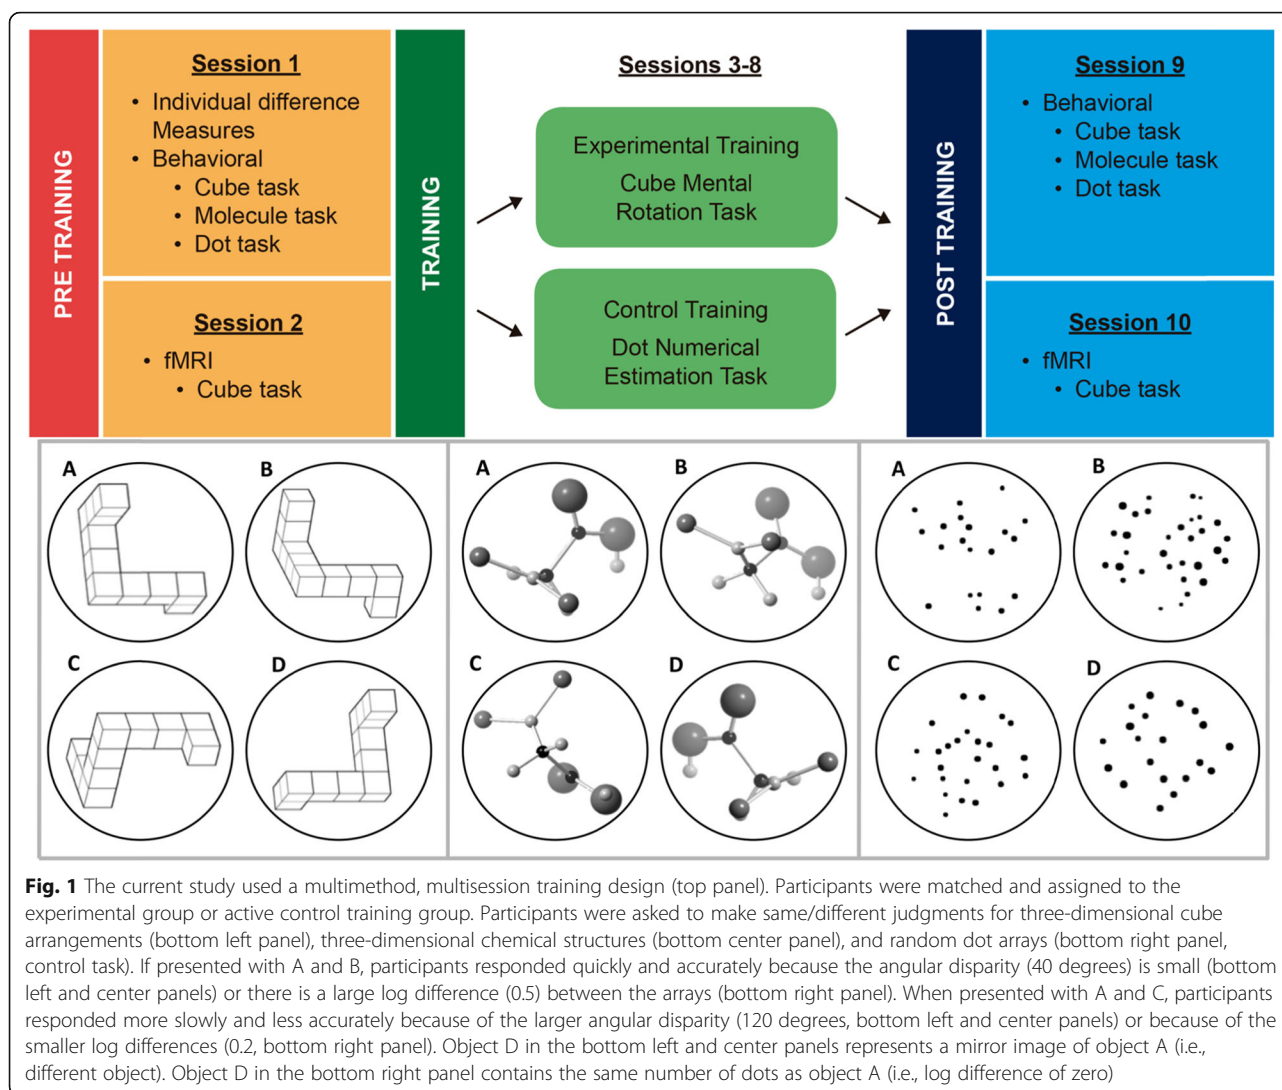 PRE TRAINING
Session 1
• Individual difference
Measures
• Behavioral
• Cube task
• Molecule task
• Dot task
Session 2
• fMRI
• Cube task
TRAINING
Sessions 3-8
Experimental Training
Cube Mental
Rotation Task
Control Training
Dot Numerical
Estimation Task
POST TRAINING
Session 9
• Behavioral
• Cube task
• Molecule task
• Dot task
Session 10
• fMRI
• Cube task
A
B
C
D
A
B
C
D
A
B
C
D
Fig. 1 The current study used a multimethod, multisession training design (top panel). Participants were matched and assigned to the
experimental group or active control training group. Participants were asked to make same/different judgments for three-dimensional cube
arrangements (bottom left panel), three-dimensional chemical structures (bottom center panel), and random dot arrays (bottom right panel,
control task). If presented with A and B, participants responded quickly and accurately because the angular disparity (40 degrees) is small (bottom
left and center panels) or there is a large log difference (0.5) between the arrays (bottom right panel). When presented with A and C, participants
responded more slowly and less accurately because of the larger angular disparity (120 degrees, bottom left and center panels) or because of the
smaller log differences (0.2, bottom right panel). Object D in the bottom left and center panels represents a mirror image of object A (i.e.,
different object). Object D in the bottom right panel contains the same number of dots as object A (i.e., log difference of zero)